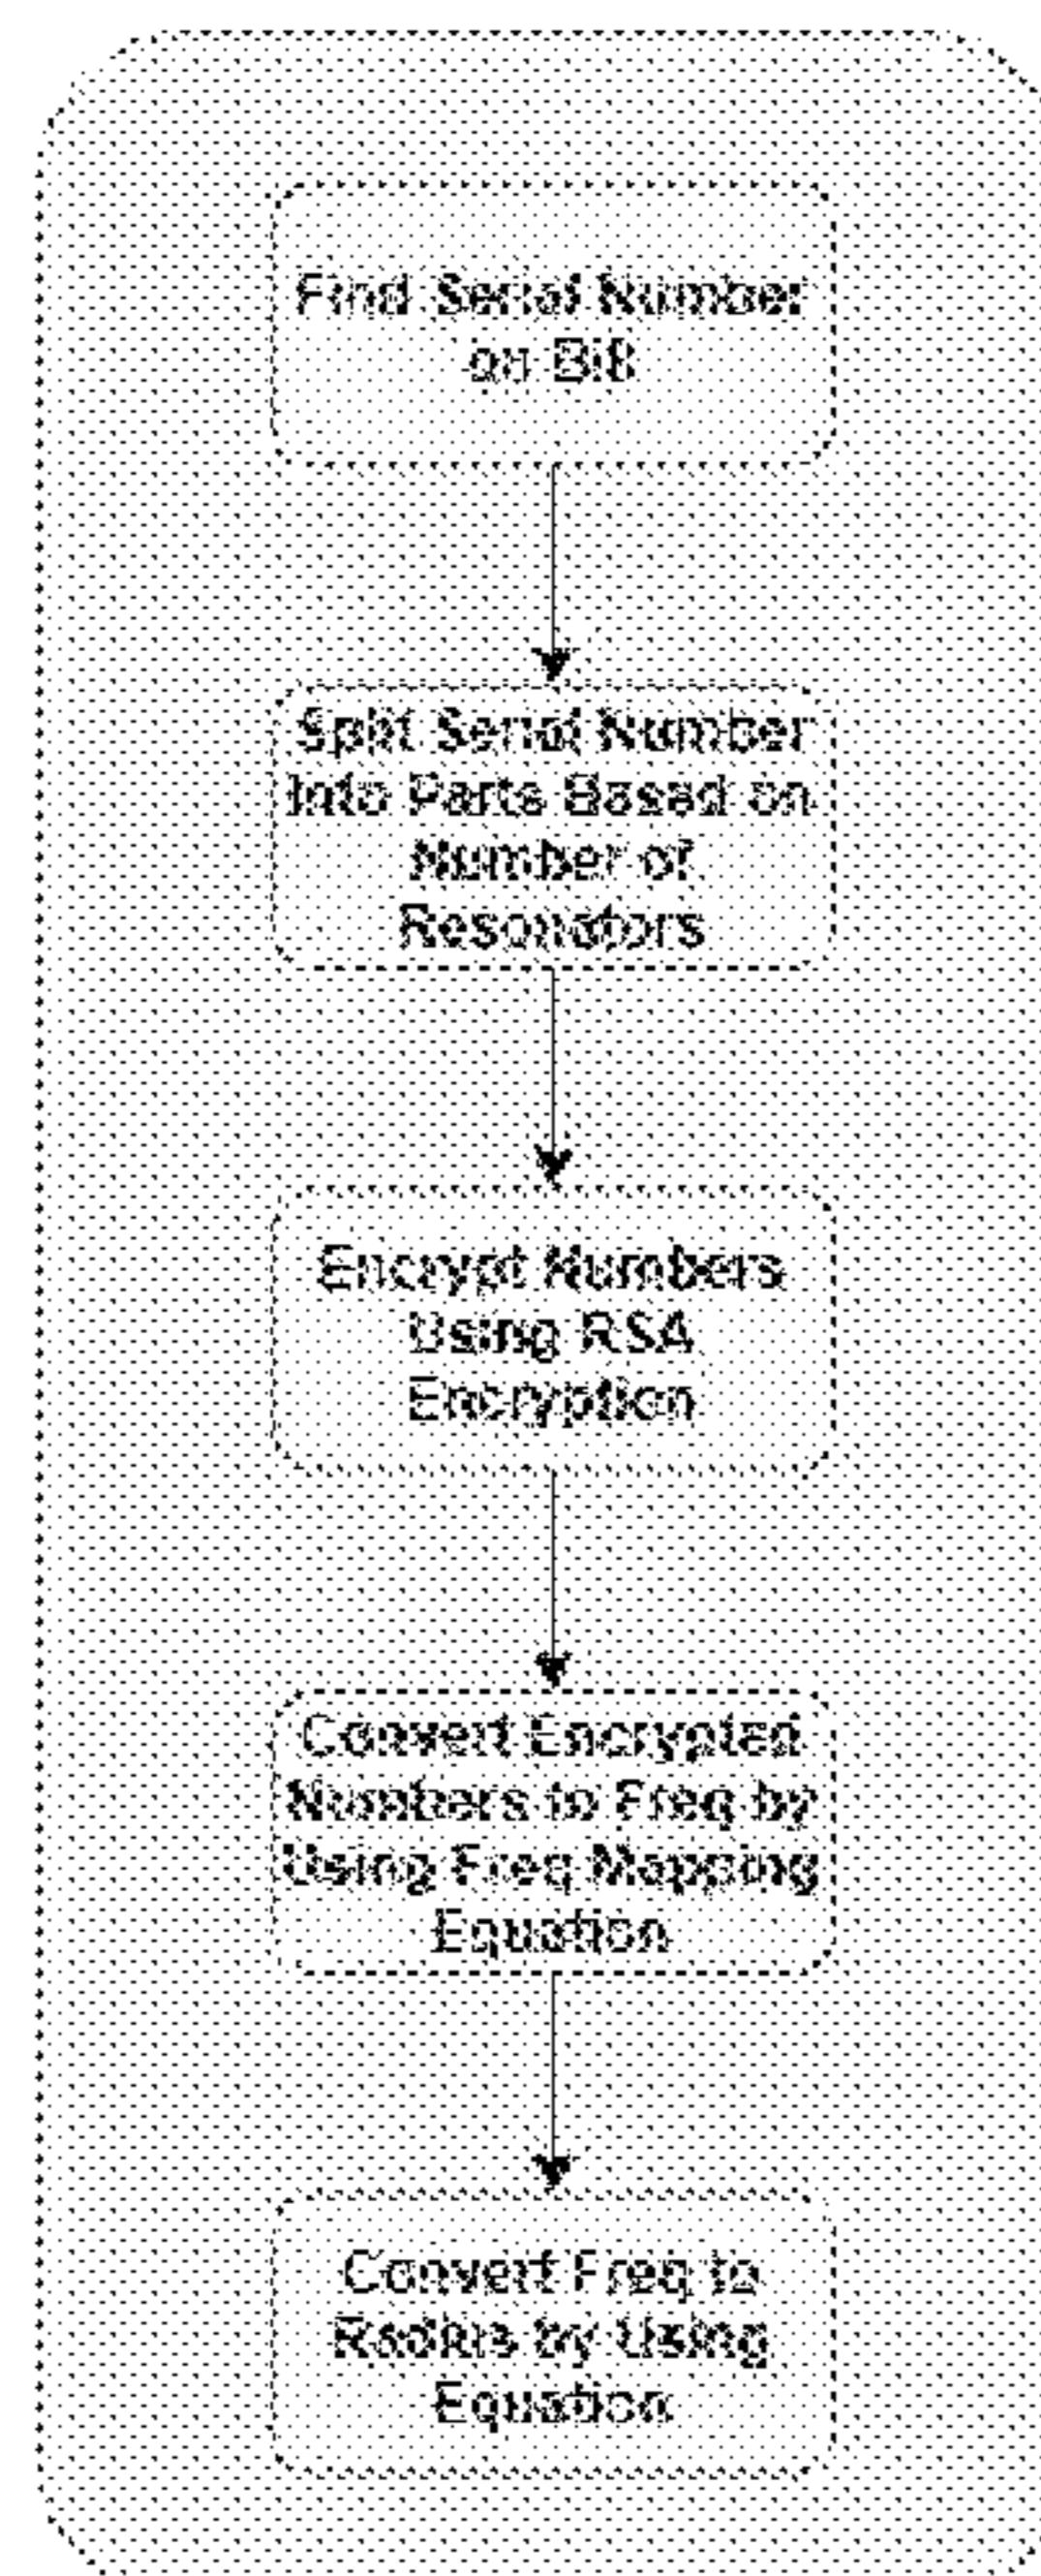 Find Serial Number
on Bill
Split Serial Number
Into Parts Based on
Number of
Resonators
Encrypt Numbers
Using RSA
Encryption
Convert Encrypted
Numbers to Freq by
Using Freq Mapping
Equation
Convert Freq to
Radius by Using
Equation